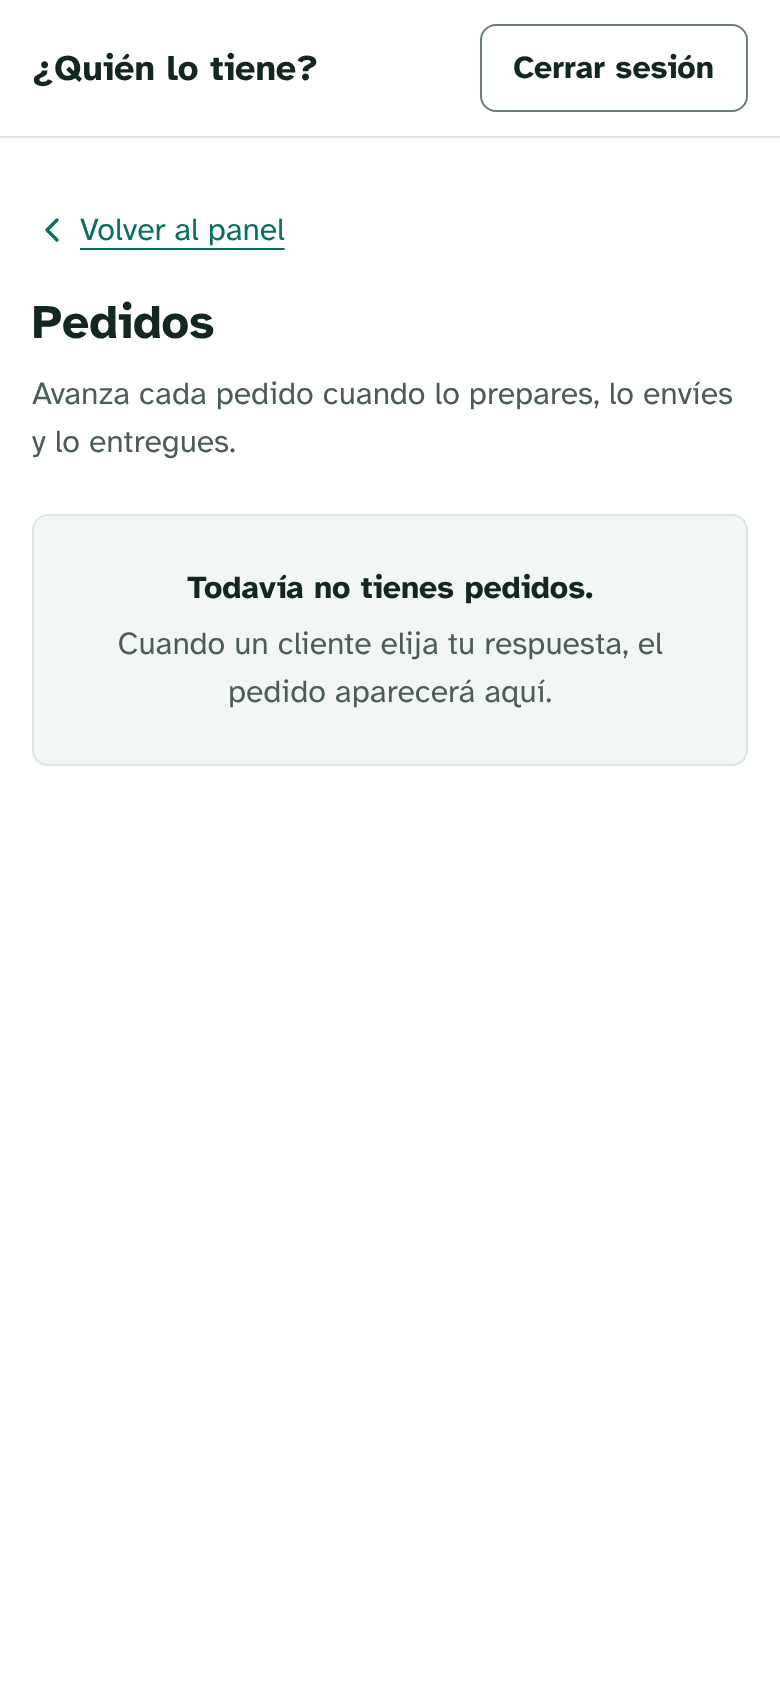 ¿Quién lo tiene?
Cerrar sesión
Volver al panel
Pedidos
Avanza cada pedido cuando lo prepares, lo envíes
y lo entregues.
Todavía no tienes pedidos.
Cuando un cliente elija tu respuesta, el
pedido aparecerá aquí.